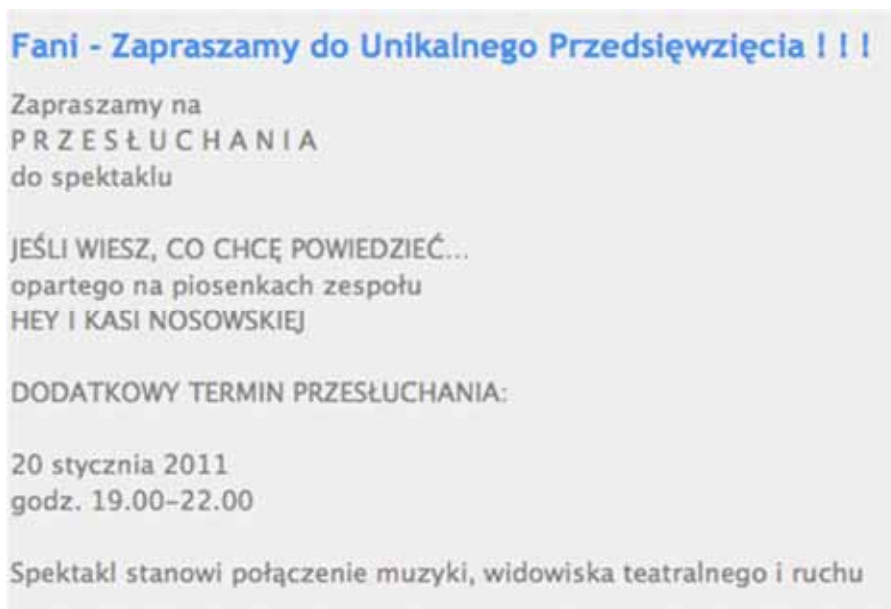 Fani - Zapraszamy do Unikalnego Przedsięwzięcia ! ! !
Zapraszamy na
P R Z E S Ł U C H A N I A
do spektaklu
JEŚLI WIESZ, CO CHCĘ POWIEDZIEĆ...
opartego na piosenkach zespołu
HEY I KASI NOSOWSKIEJ
DODATKOWY TERMIN PRZESŁUCHANIA:
20 stycznia 2011
godz. 19.00-22.00
Spektakl stanowi połączenie muzyki, widowiska teatralnego i ruchu